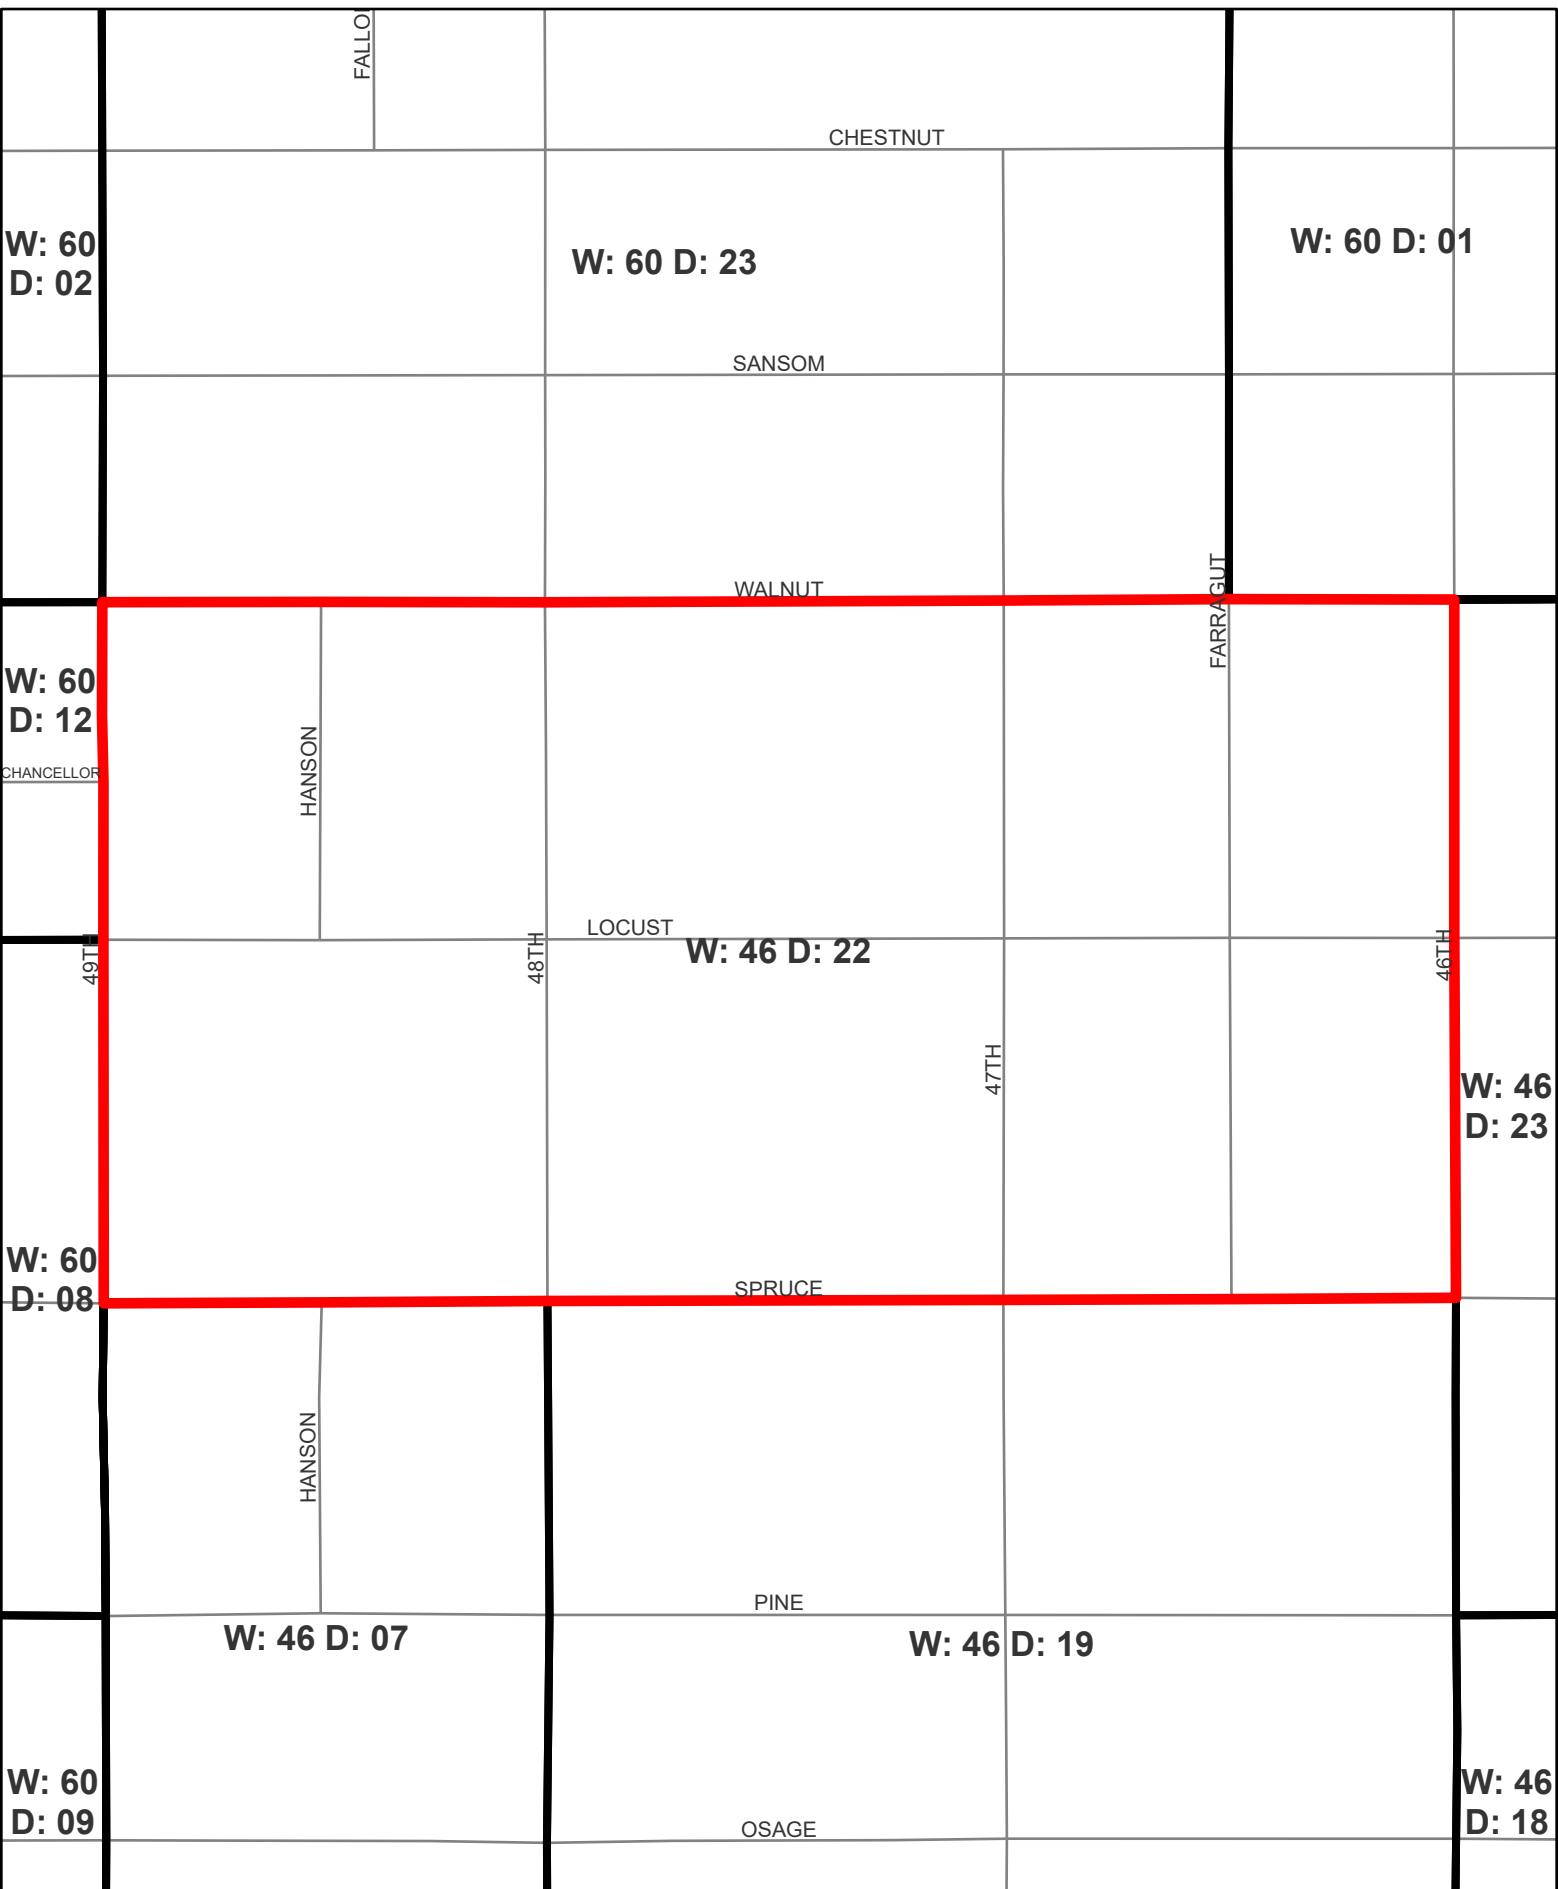 FALLO
CHESTNUT
W: 60
D: 02
W: 60 D: 23
W: 60 D: 01
SANSOM
WALNUT
FARRAGUT
W: 60
D: 12
HANSON
CHANCELLOR
LOCUST
W: 46 D: 22
49TH
48TH
46TH
47TH
W: 46
D: 23
W: 60
D: 08
SPRUCE
HANSON
PINE
W: 46 D: 07
W: 46 D: 19
W: 60
D: 09
W: 46
D: 18
OSAGE